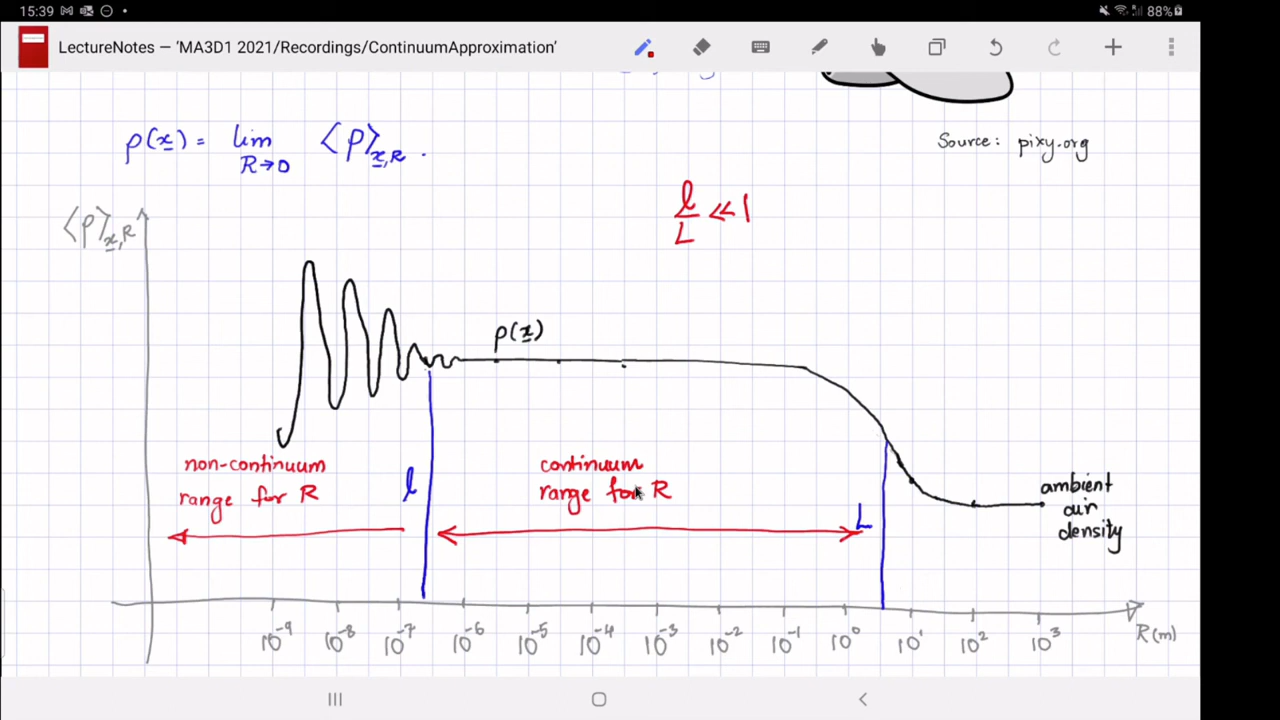 15:39
88%
LectureNotes — ‘MA3D1 2021/Recordings/ContinuumApproximation’
ρ(x) = lim R→0 ⟨ρ⟩x,R .
Source: pixy.org
l/L ≪ 1
⟨ρ⟩x,R
ρ(x)
non-continuum
range for R
l
continuum
range for R
L
ambient
air
density
10⁻⁹ 10⁻⁸ 10⁻⁷ 10⁻⁶ 10⁻⁵ 10⁻⁴ 10⁻³ 10⁻² 10⁻¹ 10⁰ 10¹ 10² 10³ R(m)